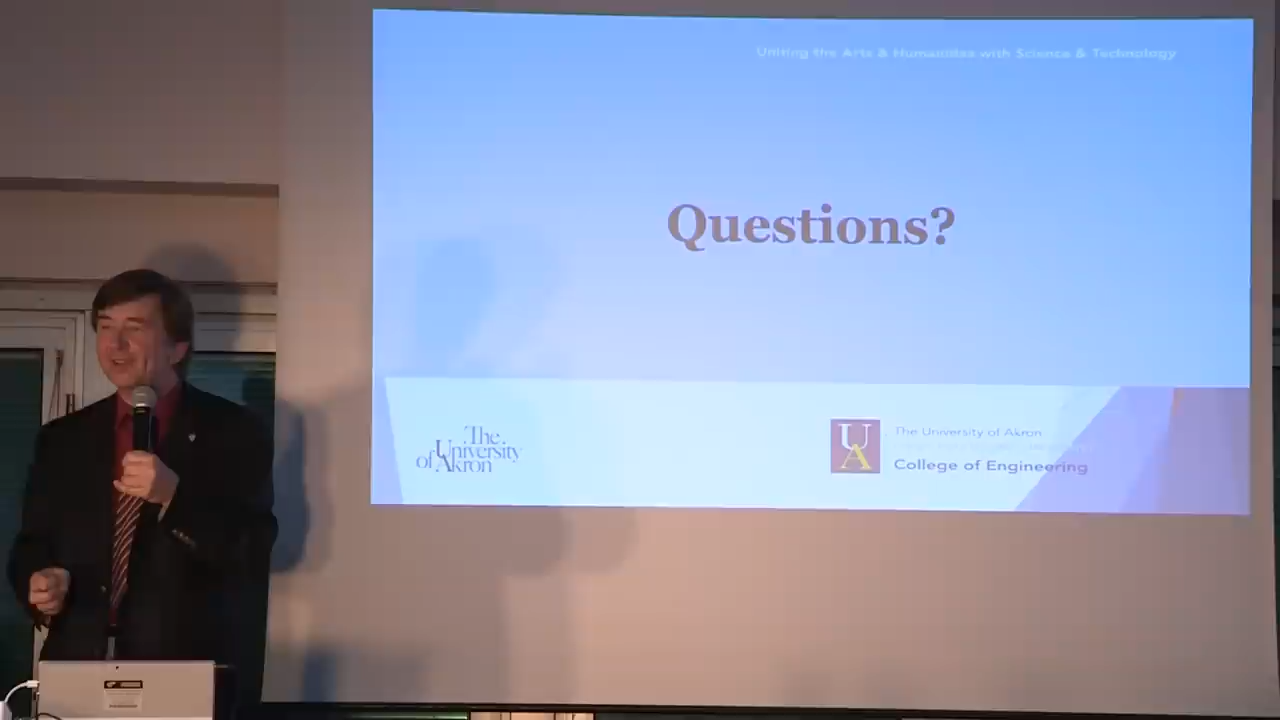 Uniting the Arts & Humanities with Science & Technology
Questions?
The
University
of Akron
UA
The University of Akron
College of Engineering